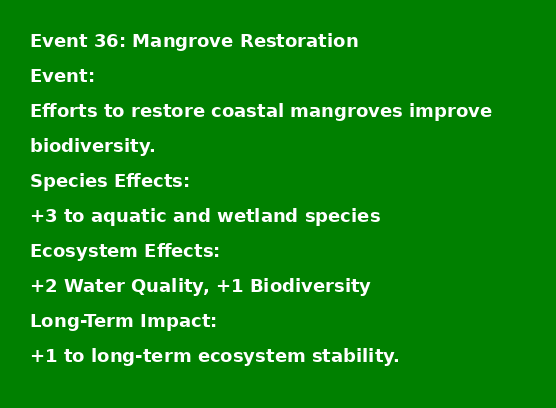 Event 36: Mangrove Restoration
Event:
Efforts to restore coastal mangroves improve
biodiversity.
Species Effects:
+3 to aquatic and wetland species
Ecosystem Effects:
+2 Water Quality, +1 Biodiversity
Long-Term Impact:
+1 to long-term ecosystem stability.